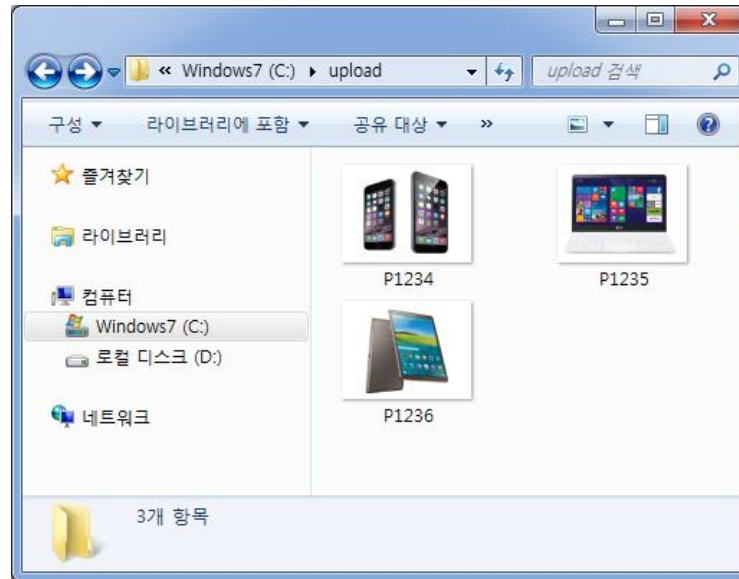 « Windows7 (C:) ▸ upload
upload 검색
구성 ▼ 라이브러리에 포함 ▼ 공유 대상 ▼ »
즐겨찾기
라이브러리
컴퓨터
Windows7 (C:)
로컬 디스크 (D:)
네트워크
P1234 P1235
P1236
3개 항목